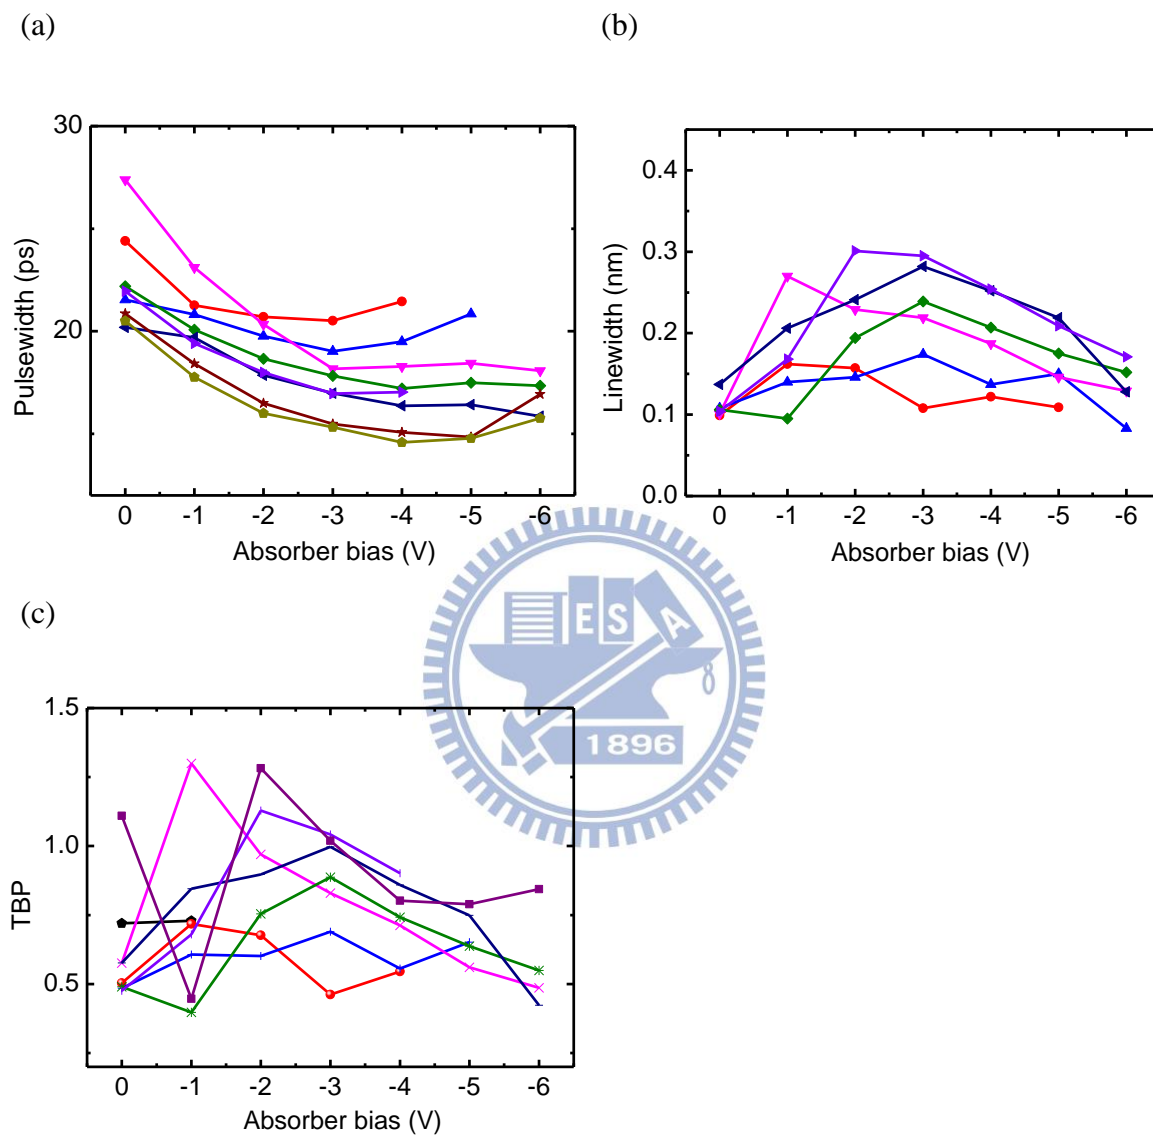 (a)
(b)
30
20
Pulsewidth (ps)
0 -1 -2 -3 -4 -5 -6
Absorber bias (V)
0.4
0.3
0.2
0.1
0.0
Linewidth (nm)
0 -1 -2 -3 -4 -5 -6
Absorber bias (V)
E S A
1896
(c)
1.5
1.0
0.5
TBP
0 -1 -2 -3 -4 -5 -6
Absorber bias (V)